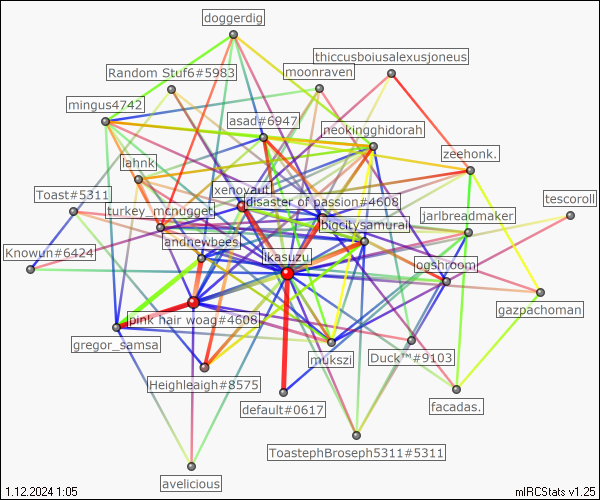 doggerdig
thiccusboiusalexusjoneus
Random Stuf6#5983
moonraven
mingus4742
asad#6947
neokingghidorah
lahnk
zeehonk.
xenoyaut
Toast#5311
disaster of passion#4608
tescoroll
turkey_mcnugget
jarlbreadmaker
bigcitysamurai
andnewbees
Knowun#6424
ikasuzu
ogshroom
gazpachoman
pink hair woag#4608
gregor_samsa
mukszi
Duck™#9103
Heighleaigh#8575
default#0617
facadas.
ToastephBroseph5311#5311
avelicious
1.12.2024 1:05
mIRCStats v1.25